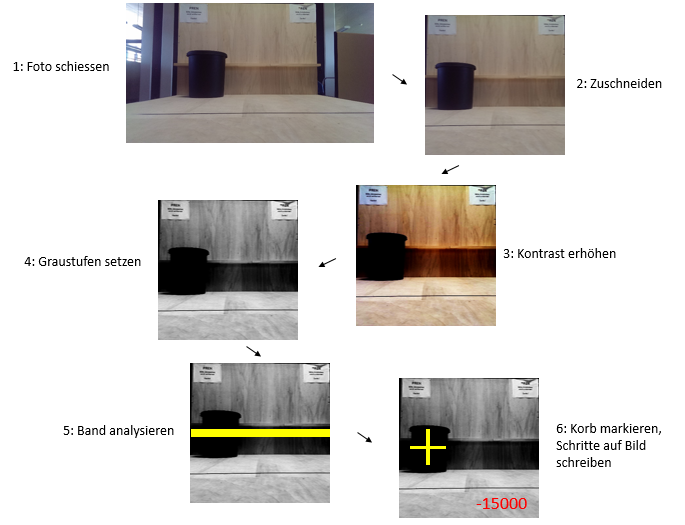 1: Foto schiessen
2: Zuschneiden
3: Kontrast erhöhen
4: Graustufen setzen
5: Band analysieren
6: Korb markieren,
Schritte auf Bild
schreiben
-15000